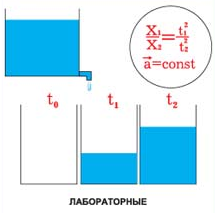 X₁/X₂ = t₁²/t₂²
a⃗=const
t₀ t₁ t₂
ЛАБОРАТОРНЫЕ